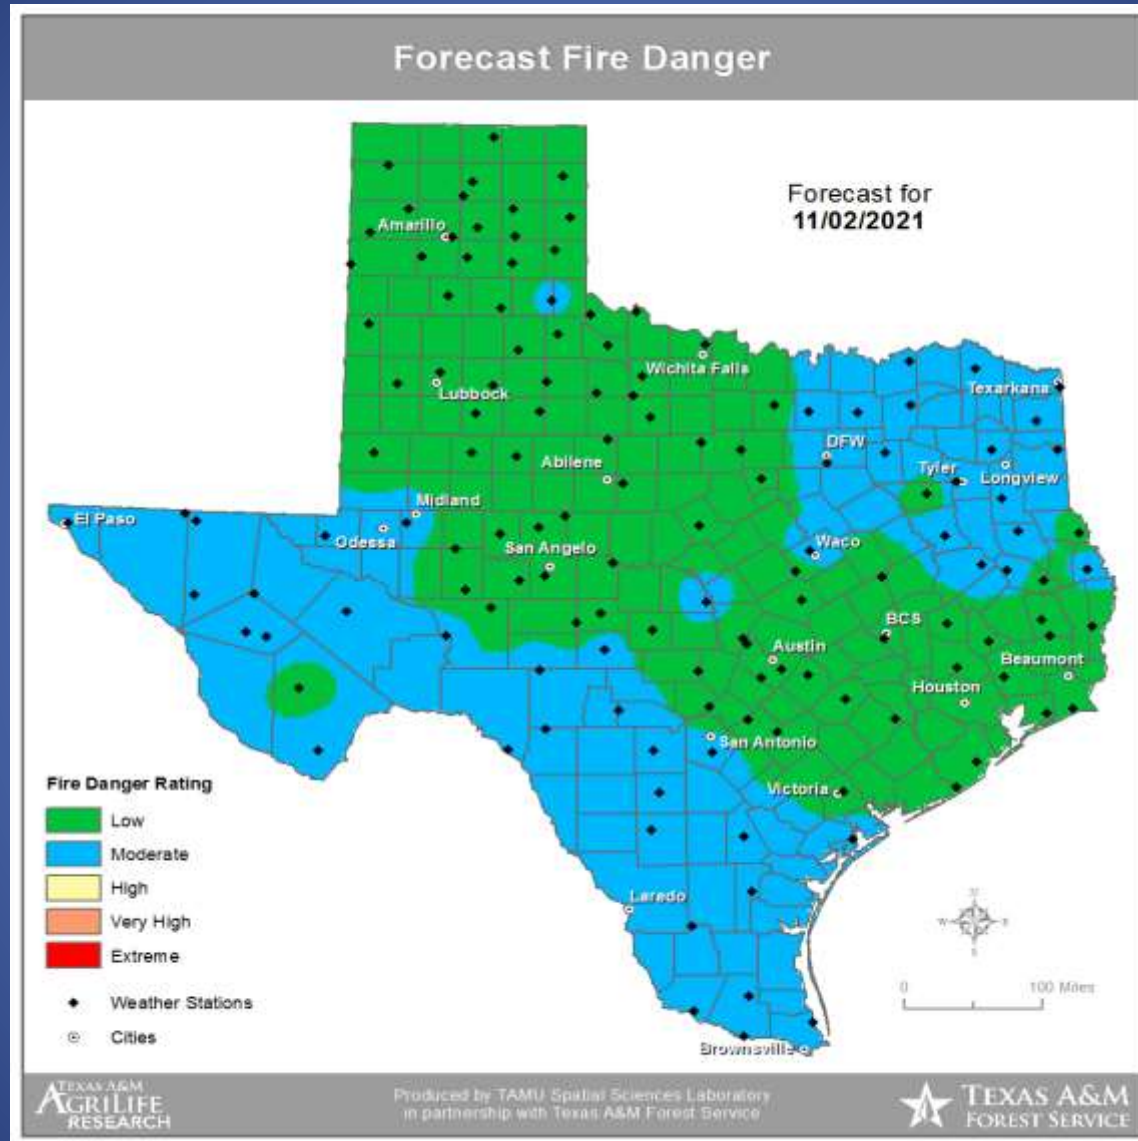 Forecast Fire Danger
Forecast for
11/02/2021
Amarillo
Wichita Falls
Lubbock
Texarkana
DFW
Abilene
Tyler
Longview
Midland
El Paso
Odessa
San Angelo
Waco
BCS
Austin
Beaumont
Houston
San Antonio
Victoria
Laredo
Brownsville
Fire Danger Rating
Low
Moderate
High
Very High
Extreme
Weather Stations
Cities
N
W
E
S
0
100 Miles
TEXAS A&M
AGRILIFE
RESEARCH
Produced by TAMU Spatial Sciences Laboratory
in partnership with Texas A&M Forest Service
TEXAS A&M
FOREST SERVICE